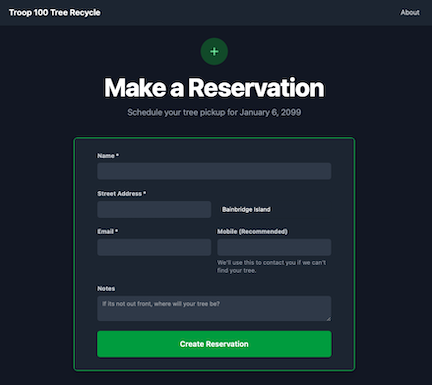 Troop 100 Tree Recycle
About
+
Make a Reservation
Schedule your tree pickup for January 6, 2099
Name *
Street Address *
Bainbridge Island
Email *
Mobile (Recommended)
We'll use this to contact you if we can't
find your tree.
Notes
If its not out front, where will your tree be?
Create Reservation